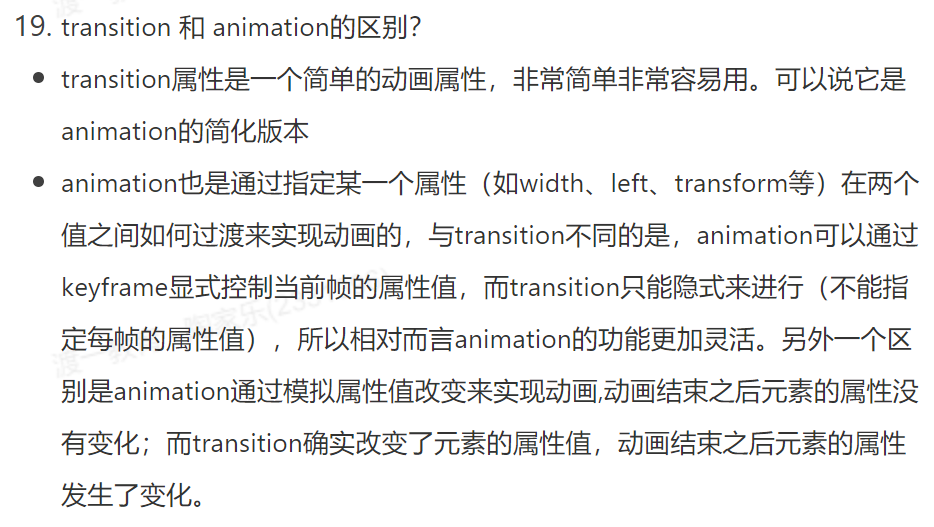 19. transition 和 animation的区别？
transition属性是一个简单的动画属性，非常简单非常容易用。可以说它是
animation的简化版本
animation也是通过指定某一个属性（如width、left、transform等）在两个
值之间如何过渡来实现动画的，与transition不同的是，animation可以通过
keyframe显式控制当前帧的属性值，而transition只能隐式来进行（不能指
定每帧的属性值），所以相对而言animation的功能更加灵活。另外一个区
别是animation通过模拟属性值改变来实现动画,动画结束之后元素的属性没
有变化；而transition确实改变了元素的属性值，动画结束之后元素的属性
发生了变化。